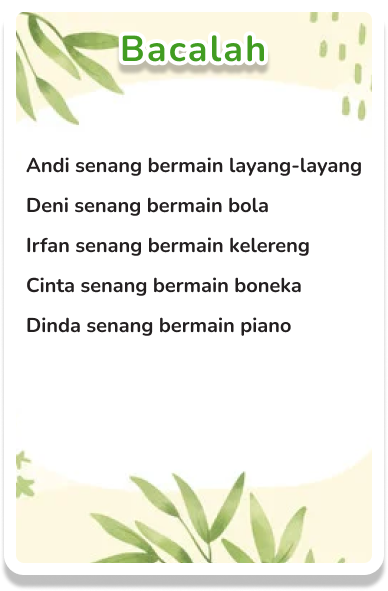 Bacalah
Andi senang bermain layang-layang
Deni senang bermain bola
Irfan senang bermain kelereng
Cinta senang bermain boneka
Dinda senang bermain piano